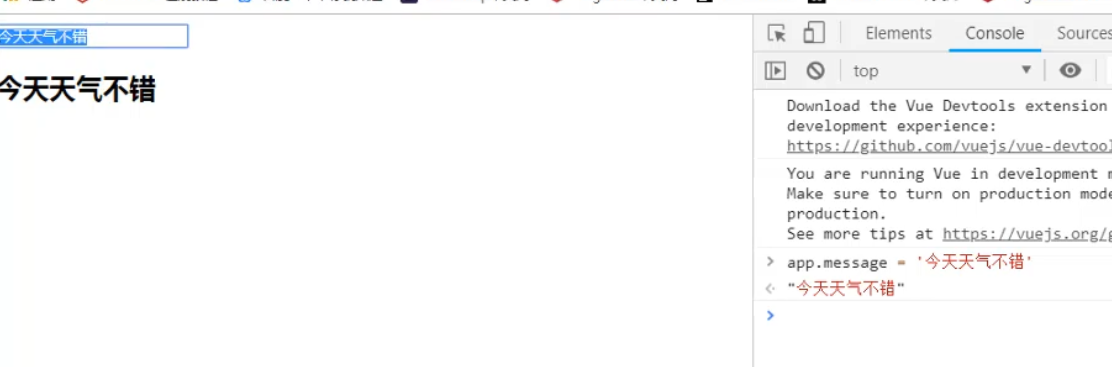 今天天气不错
今天天气不错
Elements Console Sources
top
Download the Vue Devtools extension
development experience:
https://github.com/vuejs/vue-devtool
You are running Vue in development m
Make sure to turn on production mode
production.
See more tips at https://vuejs.org/g
> app.message = '今天天气不错'
"今天天气不错"
>